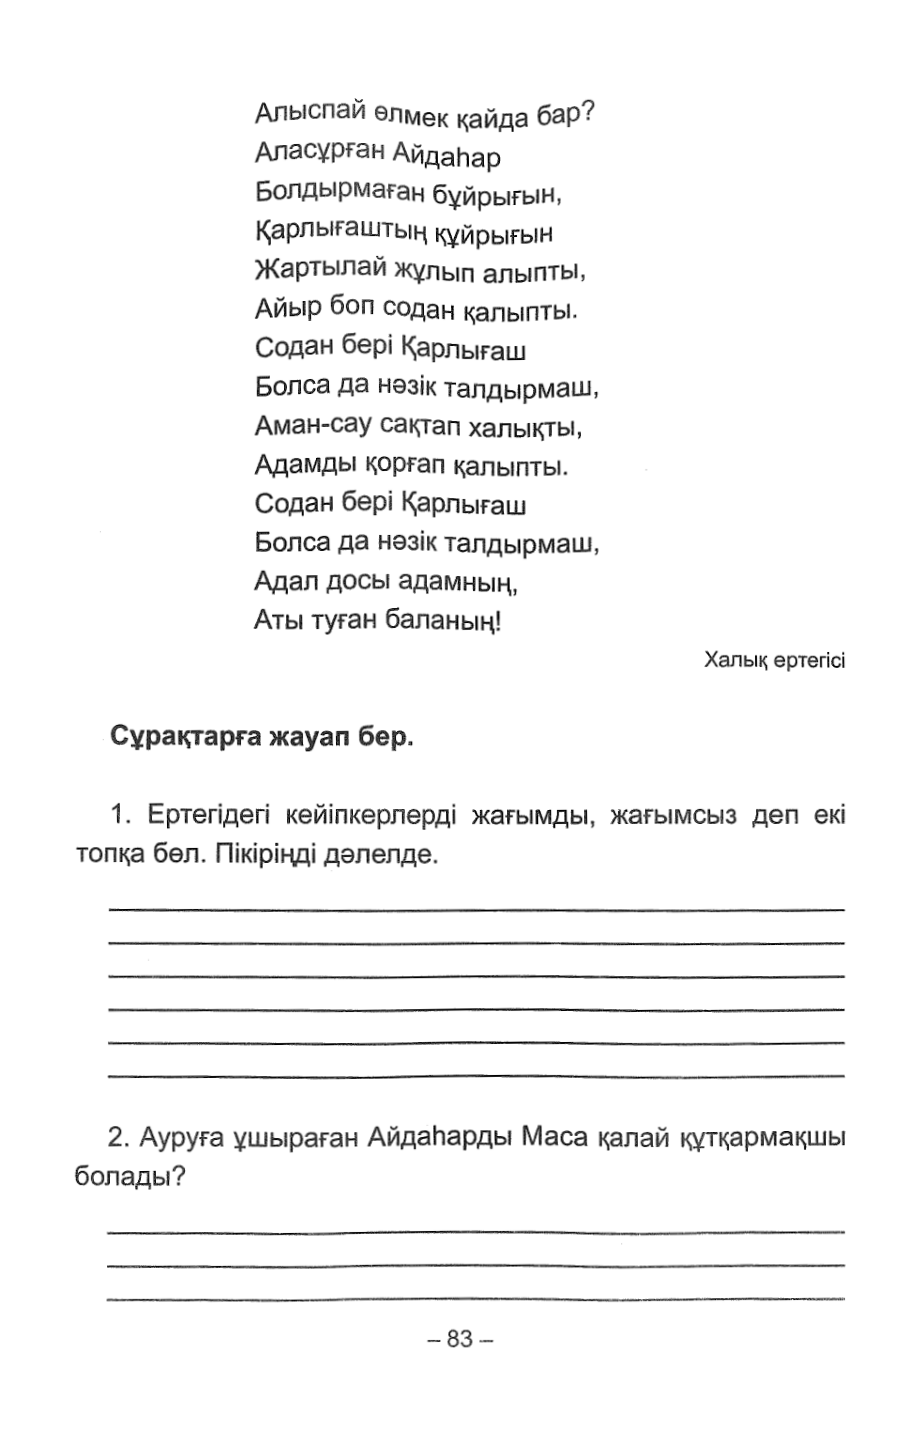 Алыспай өлмек қайда бар?
Аласұрған Айдаһар
Болдырмаған бұйрығын,
Қарлығаштың құйрығын
Жартылай жұлып алыпты,
Айыр боп содан қалыпты.
Содан бері Қарлығаш
Болса да нәзік талдырмаш,
Аман-сау сақтап халықты,
Адамды қорғап қалыпты.
Содан бері Қарлығаш
Болса да нәзік талдырмаш,
Адал досы адамның,
Аты туған баланың!
Халық ертегісі
Сұрақтарға жауап бер.
1. Ертегідегі кейіпкерлерді жағымды, жағымсыз деп екі
топқа бөл. Пікіріңді дәлелде.
2. Ауруға ұшыраған Айдаһарды Маса қалай құтқармақшы
болады?
– 83 –